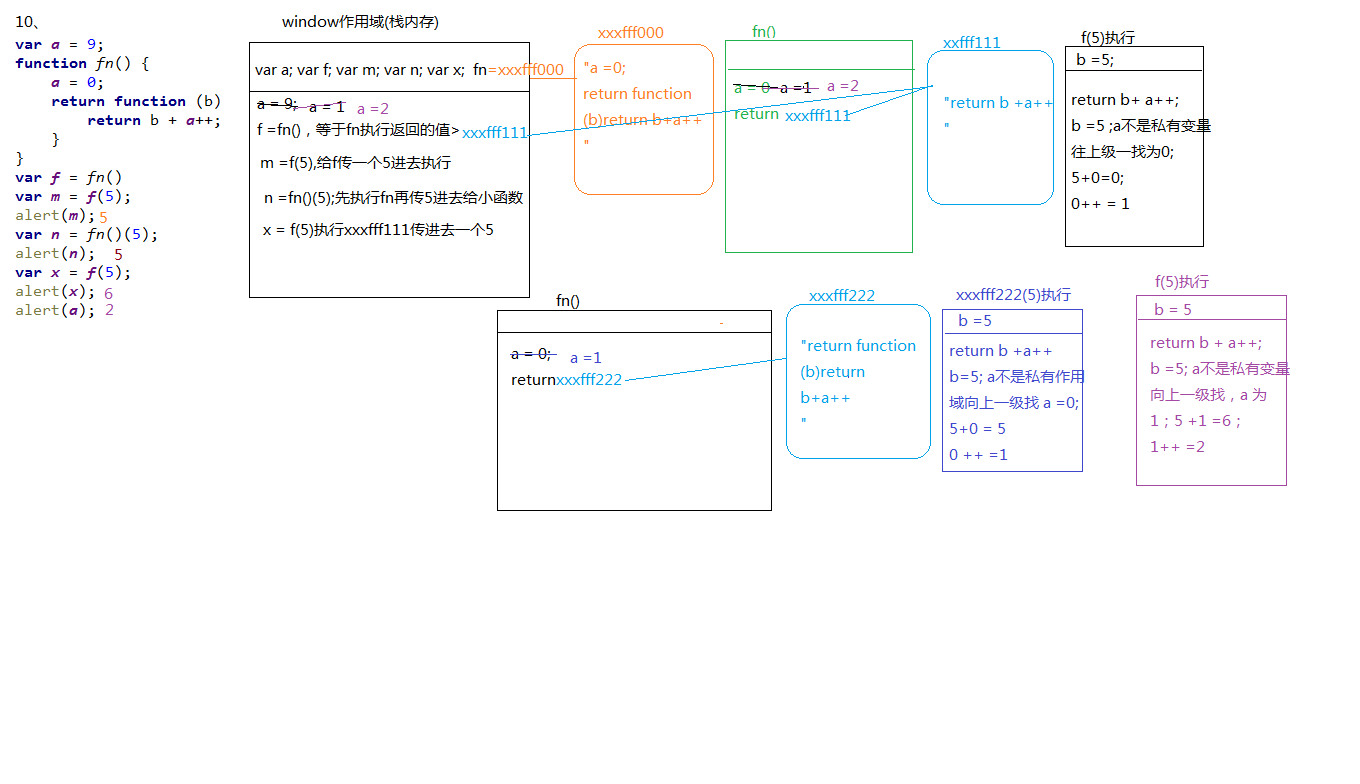 10、
var a = 9;
function fn() {
a = 0;
return function (b)
return b + a++;
}
}
var f = fn()
var m = f(5);
alert(m); 5
var n = fn()(5);
alert(n); 5
var x = f(5);
alert(x); 6
alert(a); 2
window作用域(栈内存)
var a; var f; var m; var n; var x; fn=xxxfff000
a = 9; a = 1 a =2
f =fn()，等于fn执行返回的值> xxxfff111
m =f(5),给f传一个5进去执行
n =fn()(5);先执行fn再传5进去给小函数
x = f(5)执行xxxfff111传进去一个5
xxxfff000
"a =0;
return function
(b)return b+a++
"
fn()
a = 0 a =1 a =2
return xxxfff111
xxfff111
"return b +a++
"
f(5)执行
b =5;
return b+ a++;
b =5 ;a不是私有变量
往上级一找为0;
5+0=0;
0++ = 1
fn()
a = 0; a =1
returnxxxfff222
xxxfff222
"return function
(b)return
b+a++
"
xxxfff222(5)执行
b =5
return b +a++
b=5; a不是私有作用
域向上一级找 a =0;
5+0 = 5
0 ++ =1
f(5)执行
b = 5
return b + a++;
b =5; a不是私有变量
向上一级找，a 为
1；5 +1 =6；
1++ =2